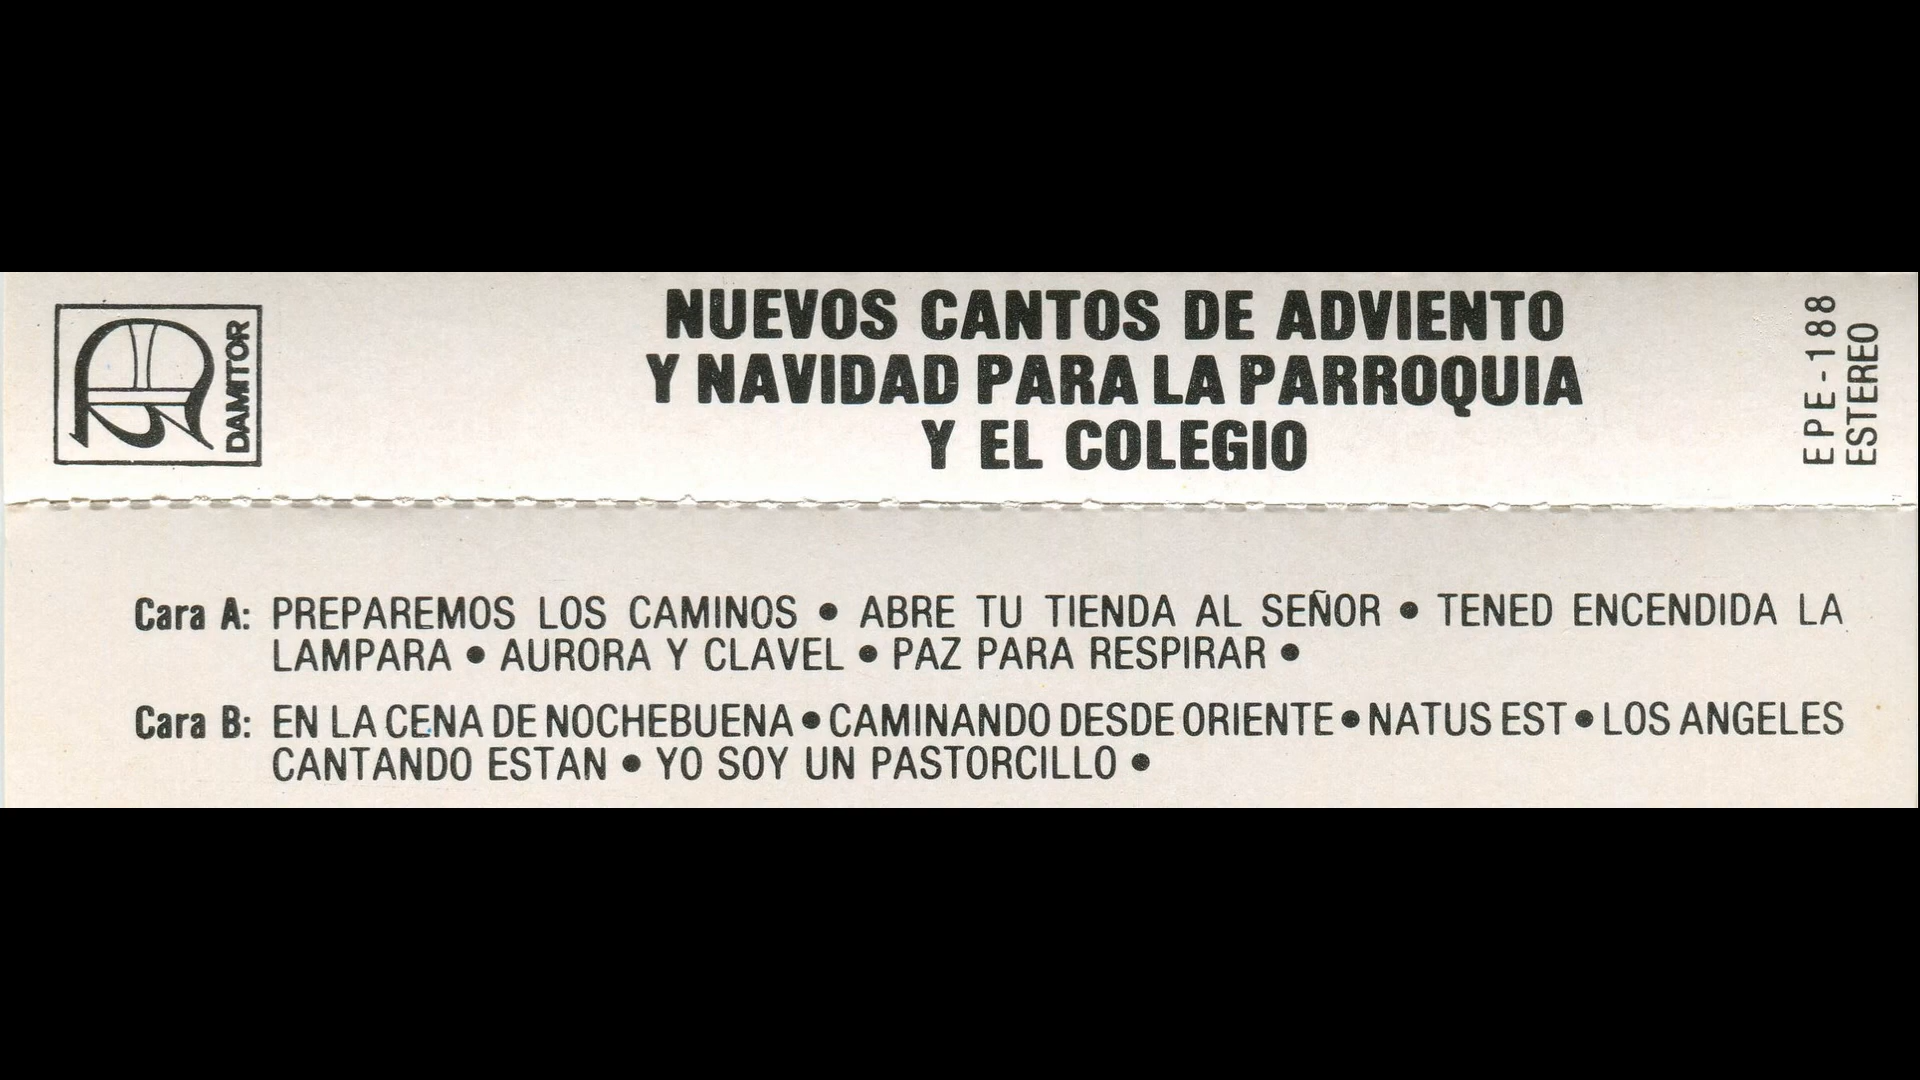 DAMITOR
NUEVOS CANTOS DE ADVIENTO
Y NAVIDAD PARA LA PARROQUIA
Y EL COLEGIO
EPE-188
ESTEREO
Cara A: PREPAREMOS LOS CAMINOS • ABRE TU TIENDA AL SEÑOR • TENED ENCENDIDA LA
LAMPARA • AURORA Y CLAVEL • PAZ PARA RESPIRAR •
Cara B: EN LA CENA DE NOCHEBUENA • CAMINANDO DESDE ORIENTE • NATUS EST • LOS ANGELES
CANTANDO ESTAN • YO SOY UN PASTORCILLO •